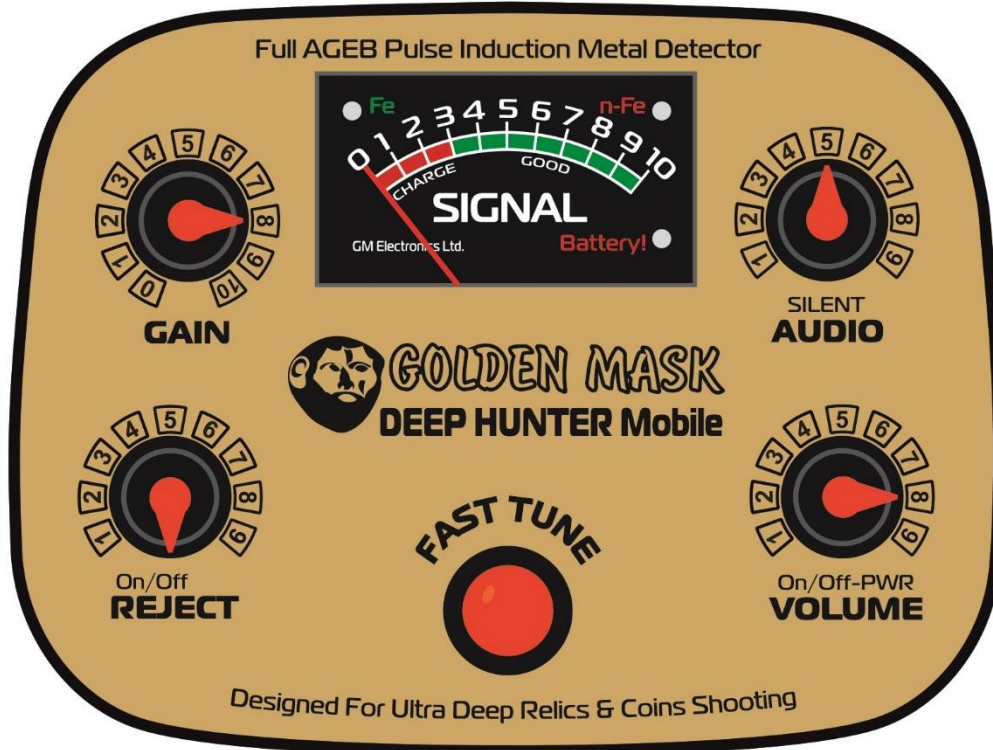 Full AGEB Pulse Induction Metal Detector
Fe
n-Fe
0 1 2 3 4 5 6 7 8 9 10
CHARGE
GOOD
SIGNAL
GM Electronics Ltd.
Battery!
0 1 2 3 4 5 6 7 8 9 10
GAIN
1 2 3 4 5 6 7 8 9
SILENT
AUDIO
GOLDEN MASK
DEEP HUNTER Mobile
1 2 3 4 5 6 7 8 9
On/Off
REJECT
FAST TUNE
1 2 3 4 5 6 7 8 9
On/Off-PWR
VOLUME
Designed For Ultra Deep Relics & Coins Shooting